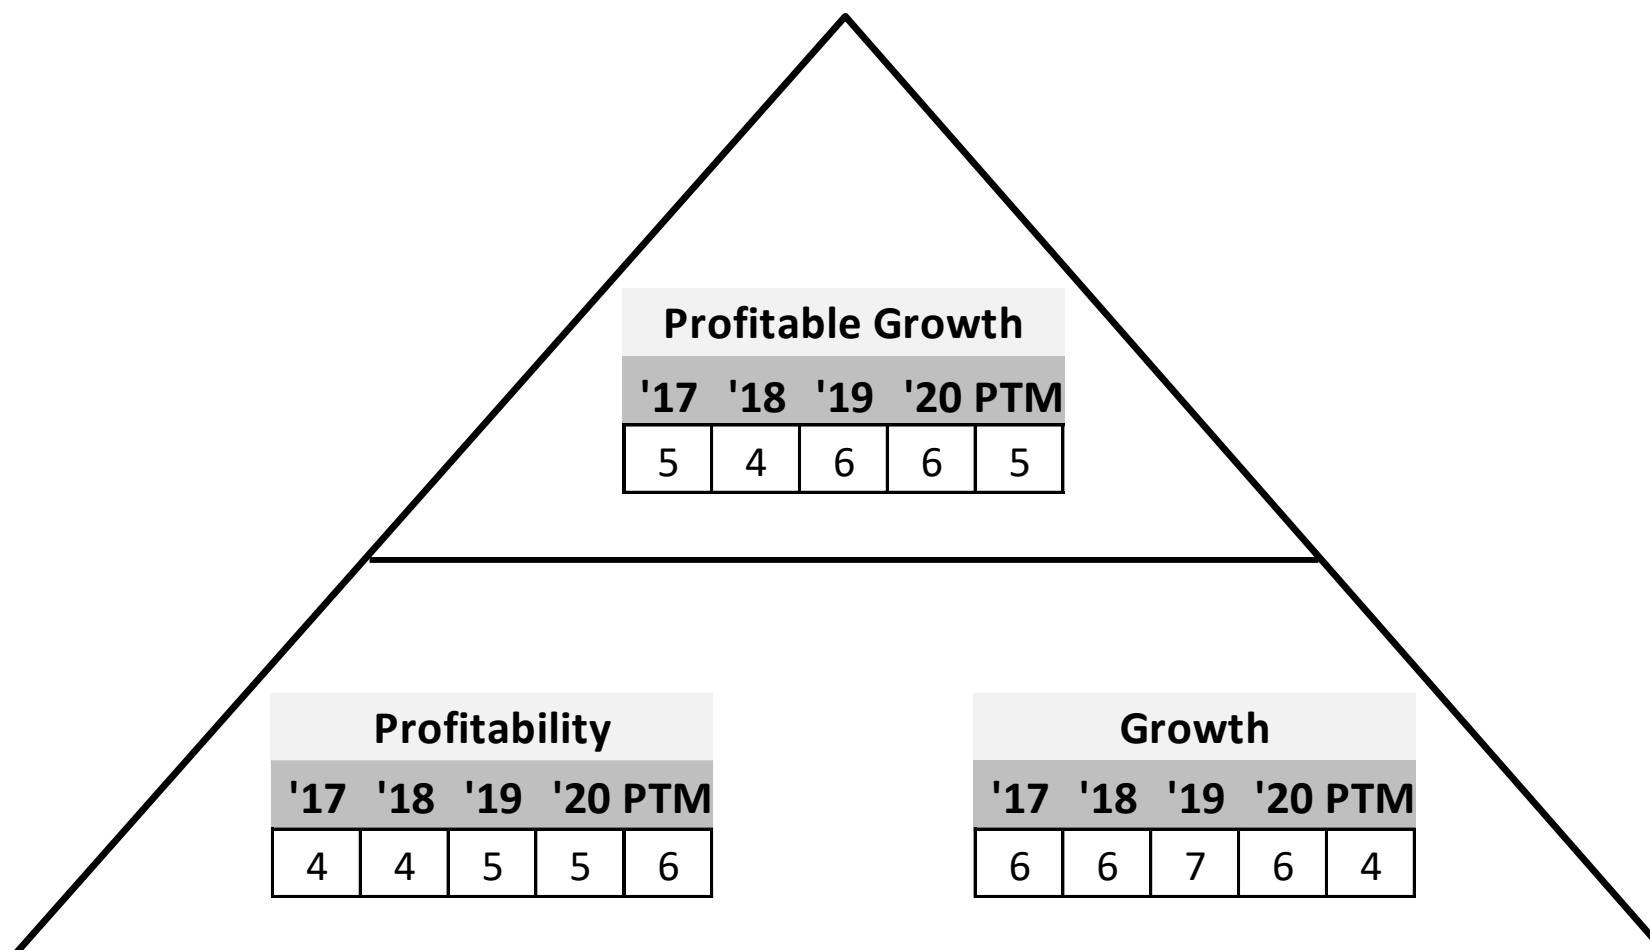 Profitable Growth
'17 '18 '19 '20 PTM
5 4 6 6 5
Profitability
'17 '18 '19 '20 PTM
4 4 5 5 6
Growth
'17 '18 '19 '20 PTM
6 6 7 6 4